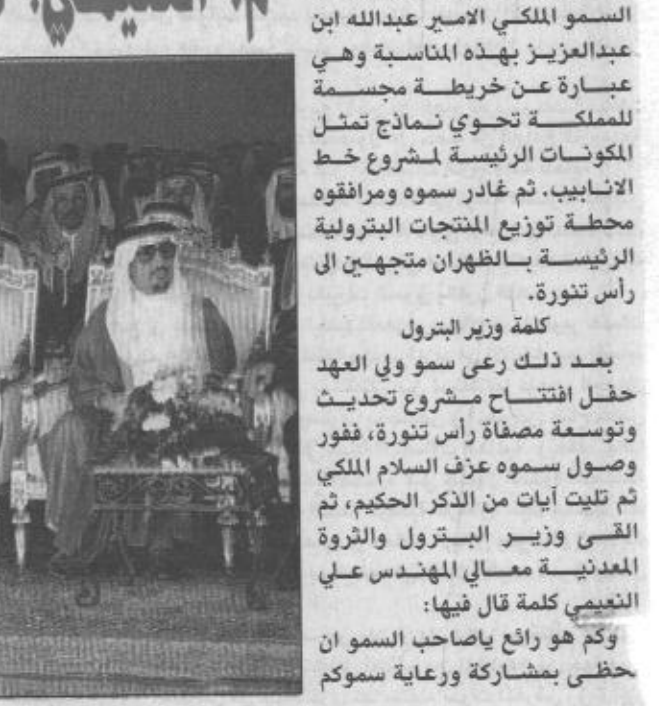 السمو الملكي الامير عبدالله ابن
عبدالعزيز بهذه المناسبة وهي
عبارة عن خريطة مجسمة
للمملكة تحوي نماذج تمثل
المكونات الرئيسة لمشروع خط
الانابيب. ثم غادر سموه ومرافقوه
محطة توزيع المنتجات البترولية
الرئيسة بالظهران متجهين الى
رأس تنورة.
كلمة وزير البترول
بعد ذلك رعى سمو ولي العهد
حفل افتتاح مشروع تحديث
وتوسعة مصفاة رأس تنورة، ففور
وصول سموه عزف السلام الملكي
ثم تليت آيات من الذكر الحكيم، ثم
القى وزير البترول والثروة
المعدنية معالي المهندس علي
النعيمي كلمة قال فيها:
وكم هو رائع ياصاحب السمو ان
نحظى بمشاركة ورعاية سموكم